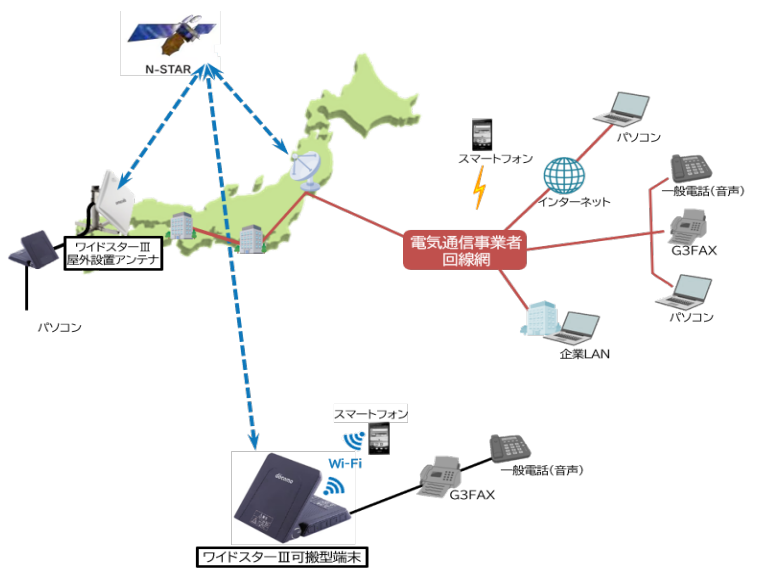 N-STAR
スマートフォン
パソコン
インターネット
一般電話(音声)
電気通信事業者
回線網
G3FAX
パソコン
企業LAN
ワイドスターⅢ
屋外設置アンテナ
パソコン
スマートフォン
Wi-Fi
docomo
一般電話(音声)
G3FAX
ワイドスターⅢ可搬型端末